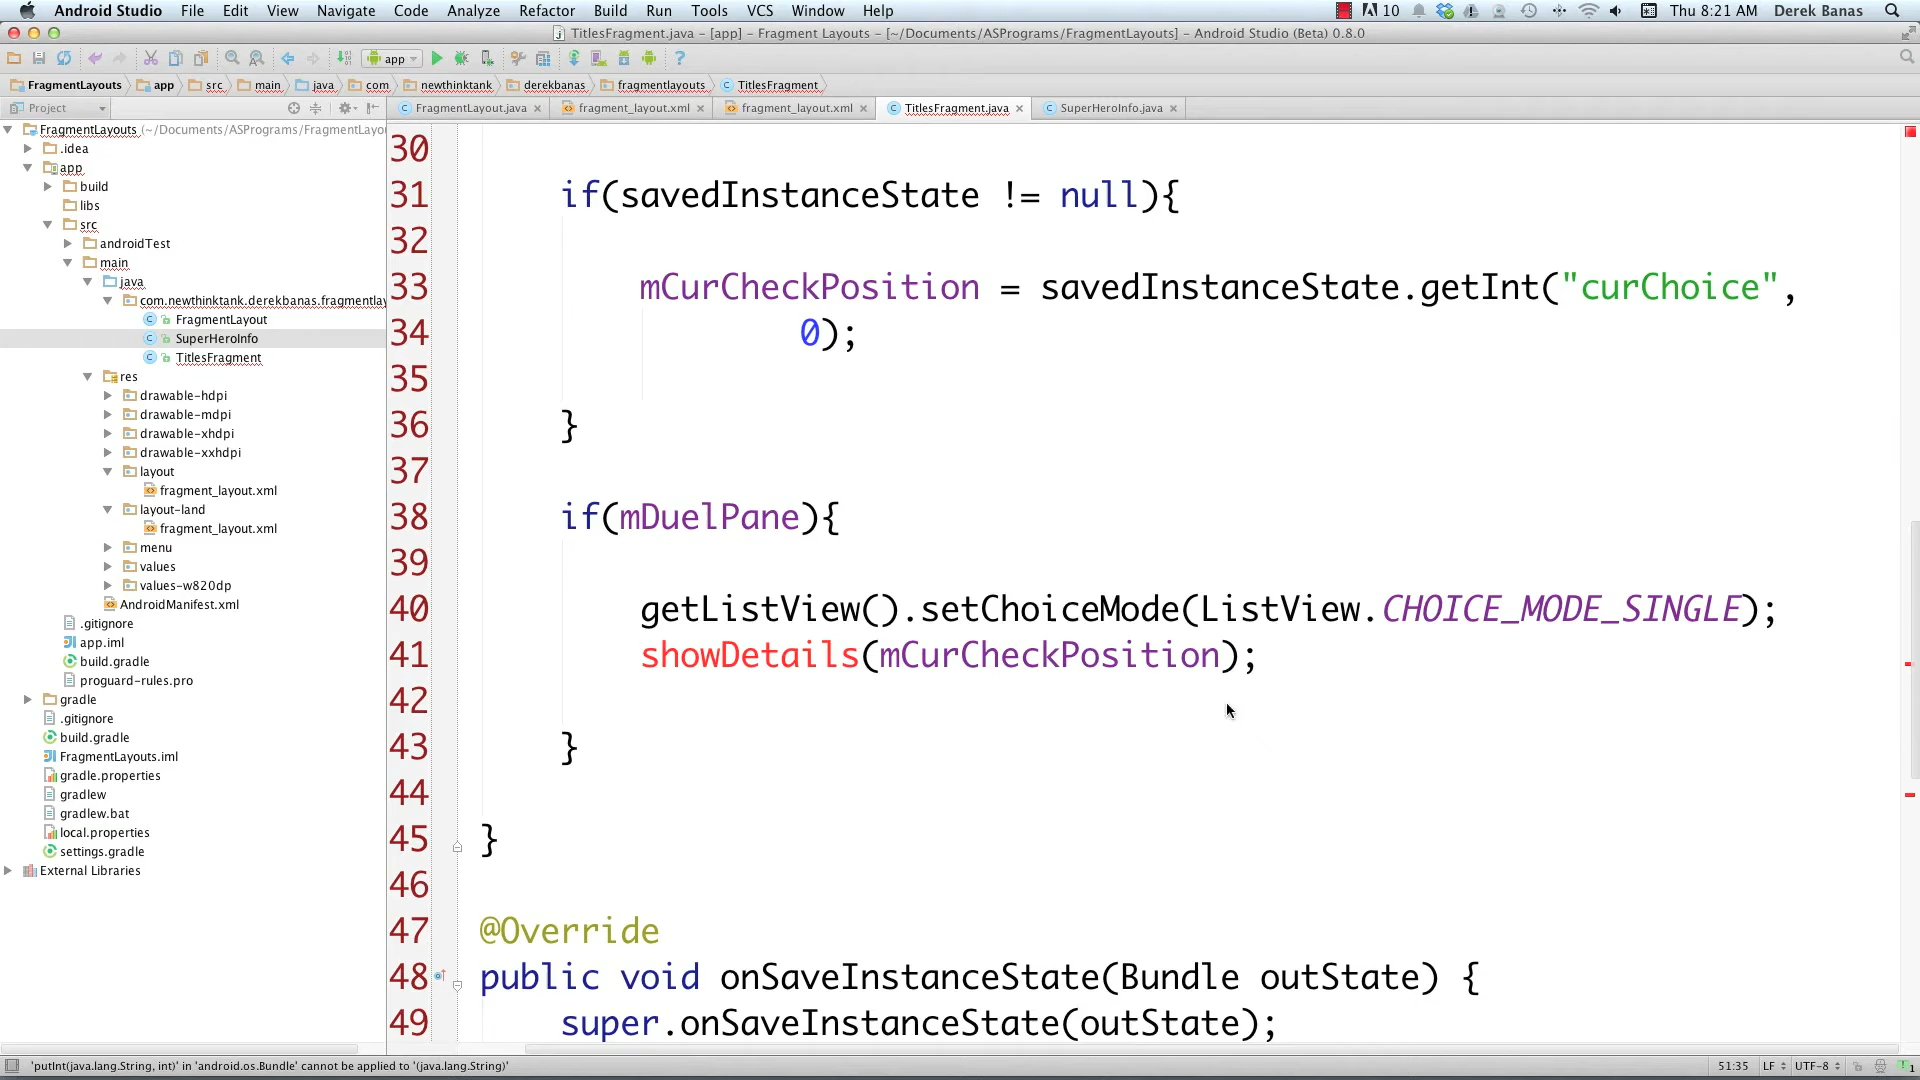 Android Studio File Edit View Navigate Code Analyze Refactor Build Run Tools VCS Window Help 10 Thu 8:21 AM Derek Banas
TitlesFragment.java - [app] - Fragment Layouts - [~/Documents/ASPrograms/FragmentLayouts] - Android Studio (Beta) 0.8.0
app
FragmentLayouts app src main java com newthinktank derekbanas fragmentlayouts TitlesFragment
Project
FragmentLayout.java fragment_layout.xml fragment_layout.xml TitlesFragment.java SuperHeroInfo.java
FragmentLayouts (~/Documents/ASPrograms/FragmentLayo
.idea
app
build
libs
src
androidTest
main
java
com.newthinktank.derekbanas.fragmentlay
FragmentLayout
SuperHeroInfo
TitlesFragment
res
drawable-hdpi
drawable-mdpi
drawable-xhdpi
drawable-xxhdpi
layout
fragment_layout.xml
layout-land
fragment_layout.xml
menu
values
values-w820dp
AndroidManifest.xml
.gitignore
app.iml
build.gradle
proguard-rules.pro
gradle
.gitignore
build.gradle
FragmentLayouts.iml
gradle.properties
gradlew
gradlew.bat
local.properties
settings.gradle
External Libraries
30
31 if(savedInstanceState != null){
32
33 mCurCheckPosition = savedInstanceState.getInt("curChoice",
34 0);
35
36 }
37
38 if(mDuelPane){
39
40 getListView().setChoiceMode(ListView.CHOICE_MODE_SINGLE);
41 showDetails(mCurCheckPosition);
42
43 }
44
45 }
46
47 @Override
48 public void onSaveInstanceState(Bundle outState) {
49 super.onSaveInstanceState(outState);
'putInt(java.lang.String, int)' in 'android.os.Bundle' cannot be applied to '(java.lang.String)' 51:35 LF UTF-8 1